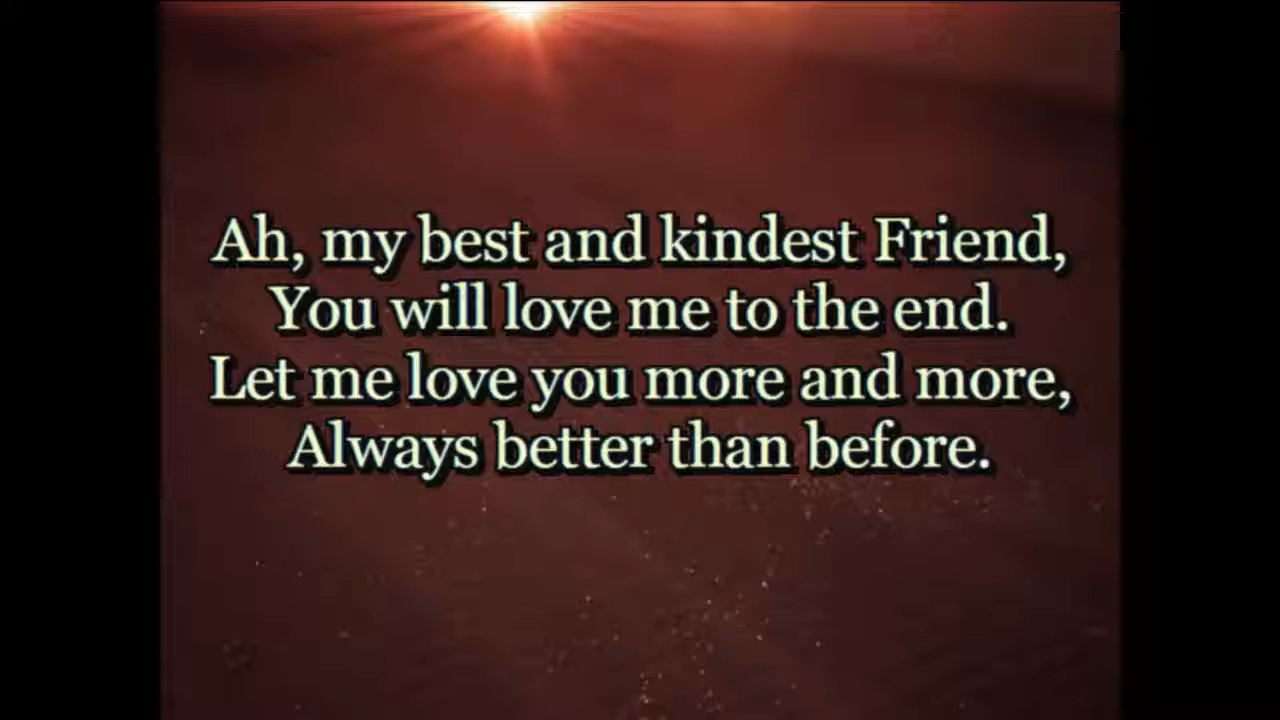 Ah, my best and kindest Friend,
You will love me to the end.
Let me love you more and more,
Always better than before.